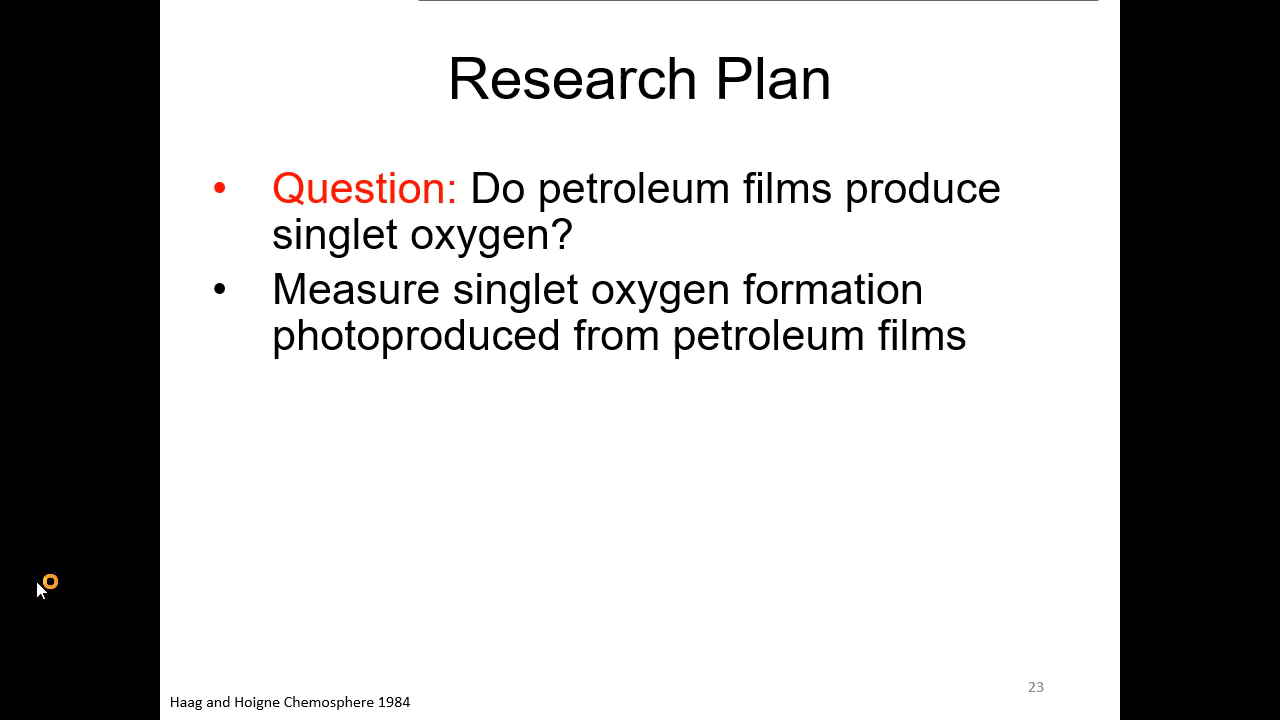 Research Plan
• Question: Do petroleum films produce
singlet oxygen?
• Measure singlet oxygen formation
photoproduced from petroleum films
23
Haag and Hoigne Chemosphere 1984